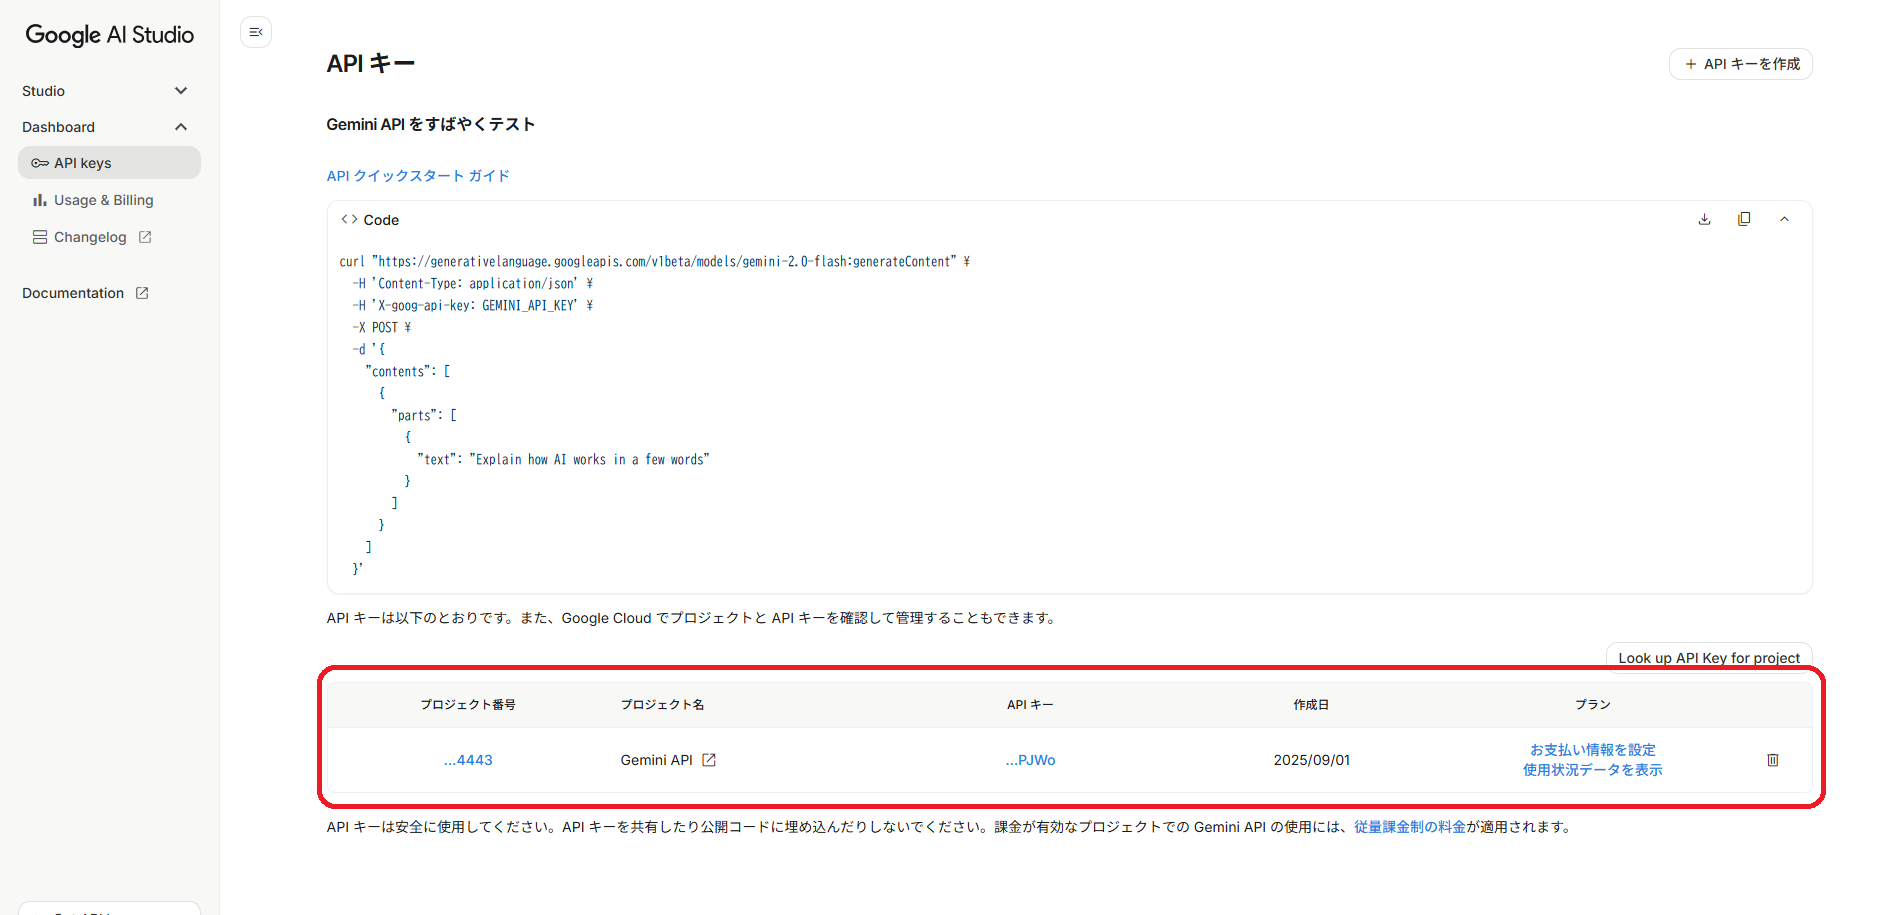 Google AI Studio
Studio
Dashboard
API keys
Usage & Billing
Changelog
Documentation
API キー
+ API キーを作成
Gemini API をすばやくテスト
API クイックスタート ガイド
<> Code
curl "https://generativelanguage.googleapis.com/v1beta/models/gemini-2.0-flash:generateContent" ¥
-H 'Content-Type: application/json' ¥
-H 'X-goog-api-key: GEMINI_API_KEY' ¥
-X POST ¥
-d '{
"contents": [
{
"parts": [
{
"text": "Explain how AI works in a few words"
}
]
}
]
}'
API キーは以下のとおりです。また、Google Cloud でプロジェクトと API キーを確認して管理することもできます。
Look up API Key for project
プロジェクト番号 プロジェクト名 API キー 作成日 プラン
...4443 Gemini API ...PJWo 2025/09/01 お支払い情報を設定
使用状況データを表示
API キーは安全に使用してください。API キーを共有したり公開コードに埋め込んだりしないでください。課金が有効なプロジェクトでの Gemini API の使用には、従量課金制の料金が適用されます。